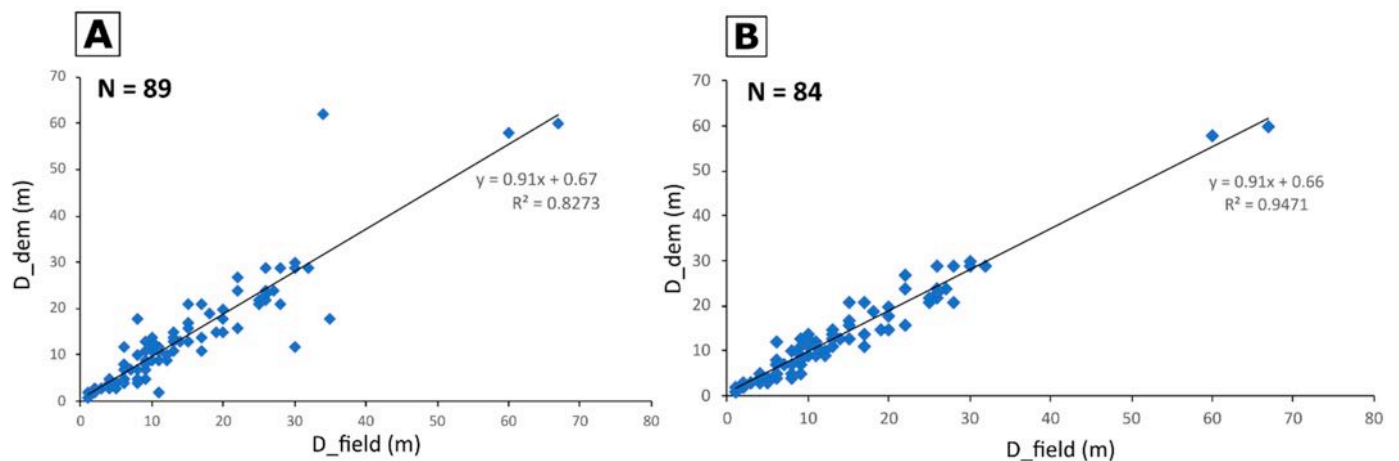 A
N = 89
70
60
50
40
30
20
10
0
D_dem (m)
y = 0.91x + 0.67
R² = 0.8273
0 10 20 30 40 50 60 70 80
D_field (m)
B
N = 84
70
60
50
40
30
20
10
0
D_dem (m)
y = 0.91x + 0.66
R² = 0.9471
0 10 20 30 40 50 60 70 80
D_field (m)